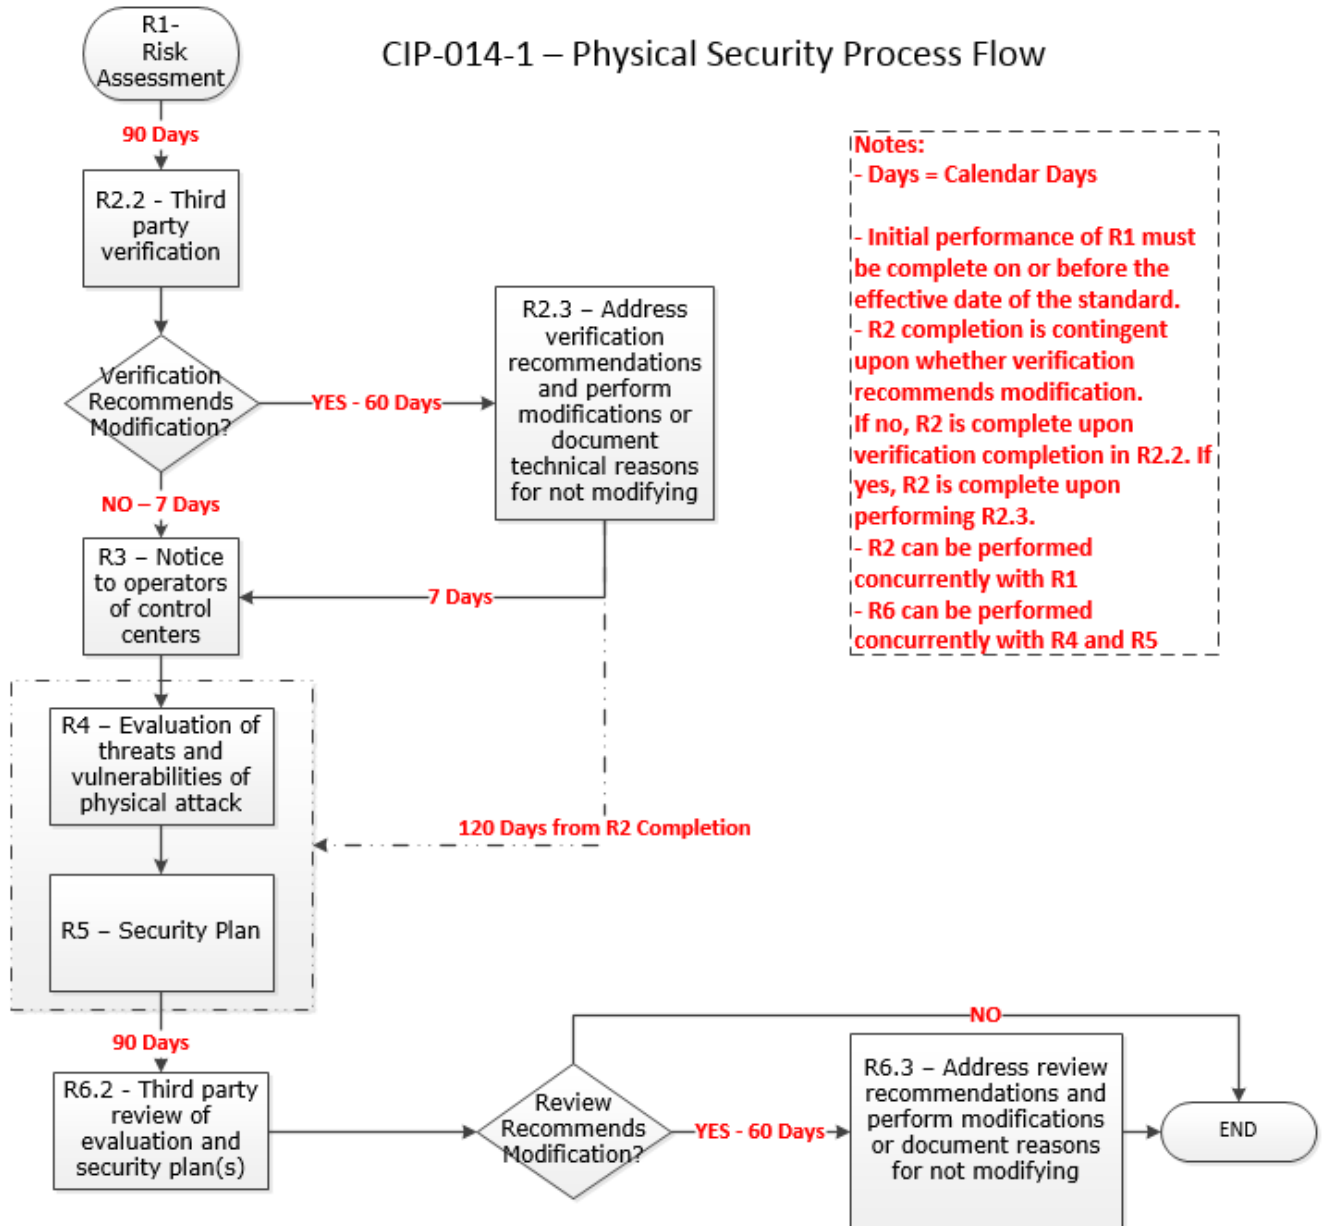 CIP-014-1 – Physical Security Process Flow
R1-
Risk
Assessment
90 Days
R2.2 - Third
party
verification
Verification
Recommends
Modification?
YES - 60 Days
R2.3 – Address
verification
recommendations
and perform
modifications or
document
technical reasons
for not modifying
NO – 7 Days
7 Days
R3 – Notice
to operators
of control
centers
R4 – Evaluation of
threats and
vulnerabilities of
physical attack
120 Days from R2 Completion
R5 – Security Plan
90 Days
R6.2 - Third party
review of
evaluation and
security plan(s)
Review
Recommends
Modification?
NO
YES - 60 Days
R6.3 – Address review
recommendations and
perform modifications
or document reasons
for not modifying
END
Notes:
- Days = Calendar Days
- Initial performance of R1 must
be complete on or before the
effective date of the standard.
- R2 completion is contingent
upon whether verification
recommends modification.
If no, R2 is complete upon
verification completion in R2.2. If
yes, R2 is complete upon
performing R2.3.
- R2 can be performed
concurrently with R1
- R6 can be performed
concurrently with R4 and R5